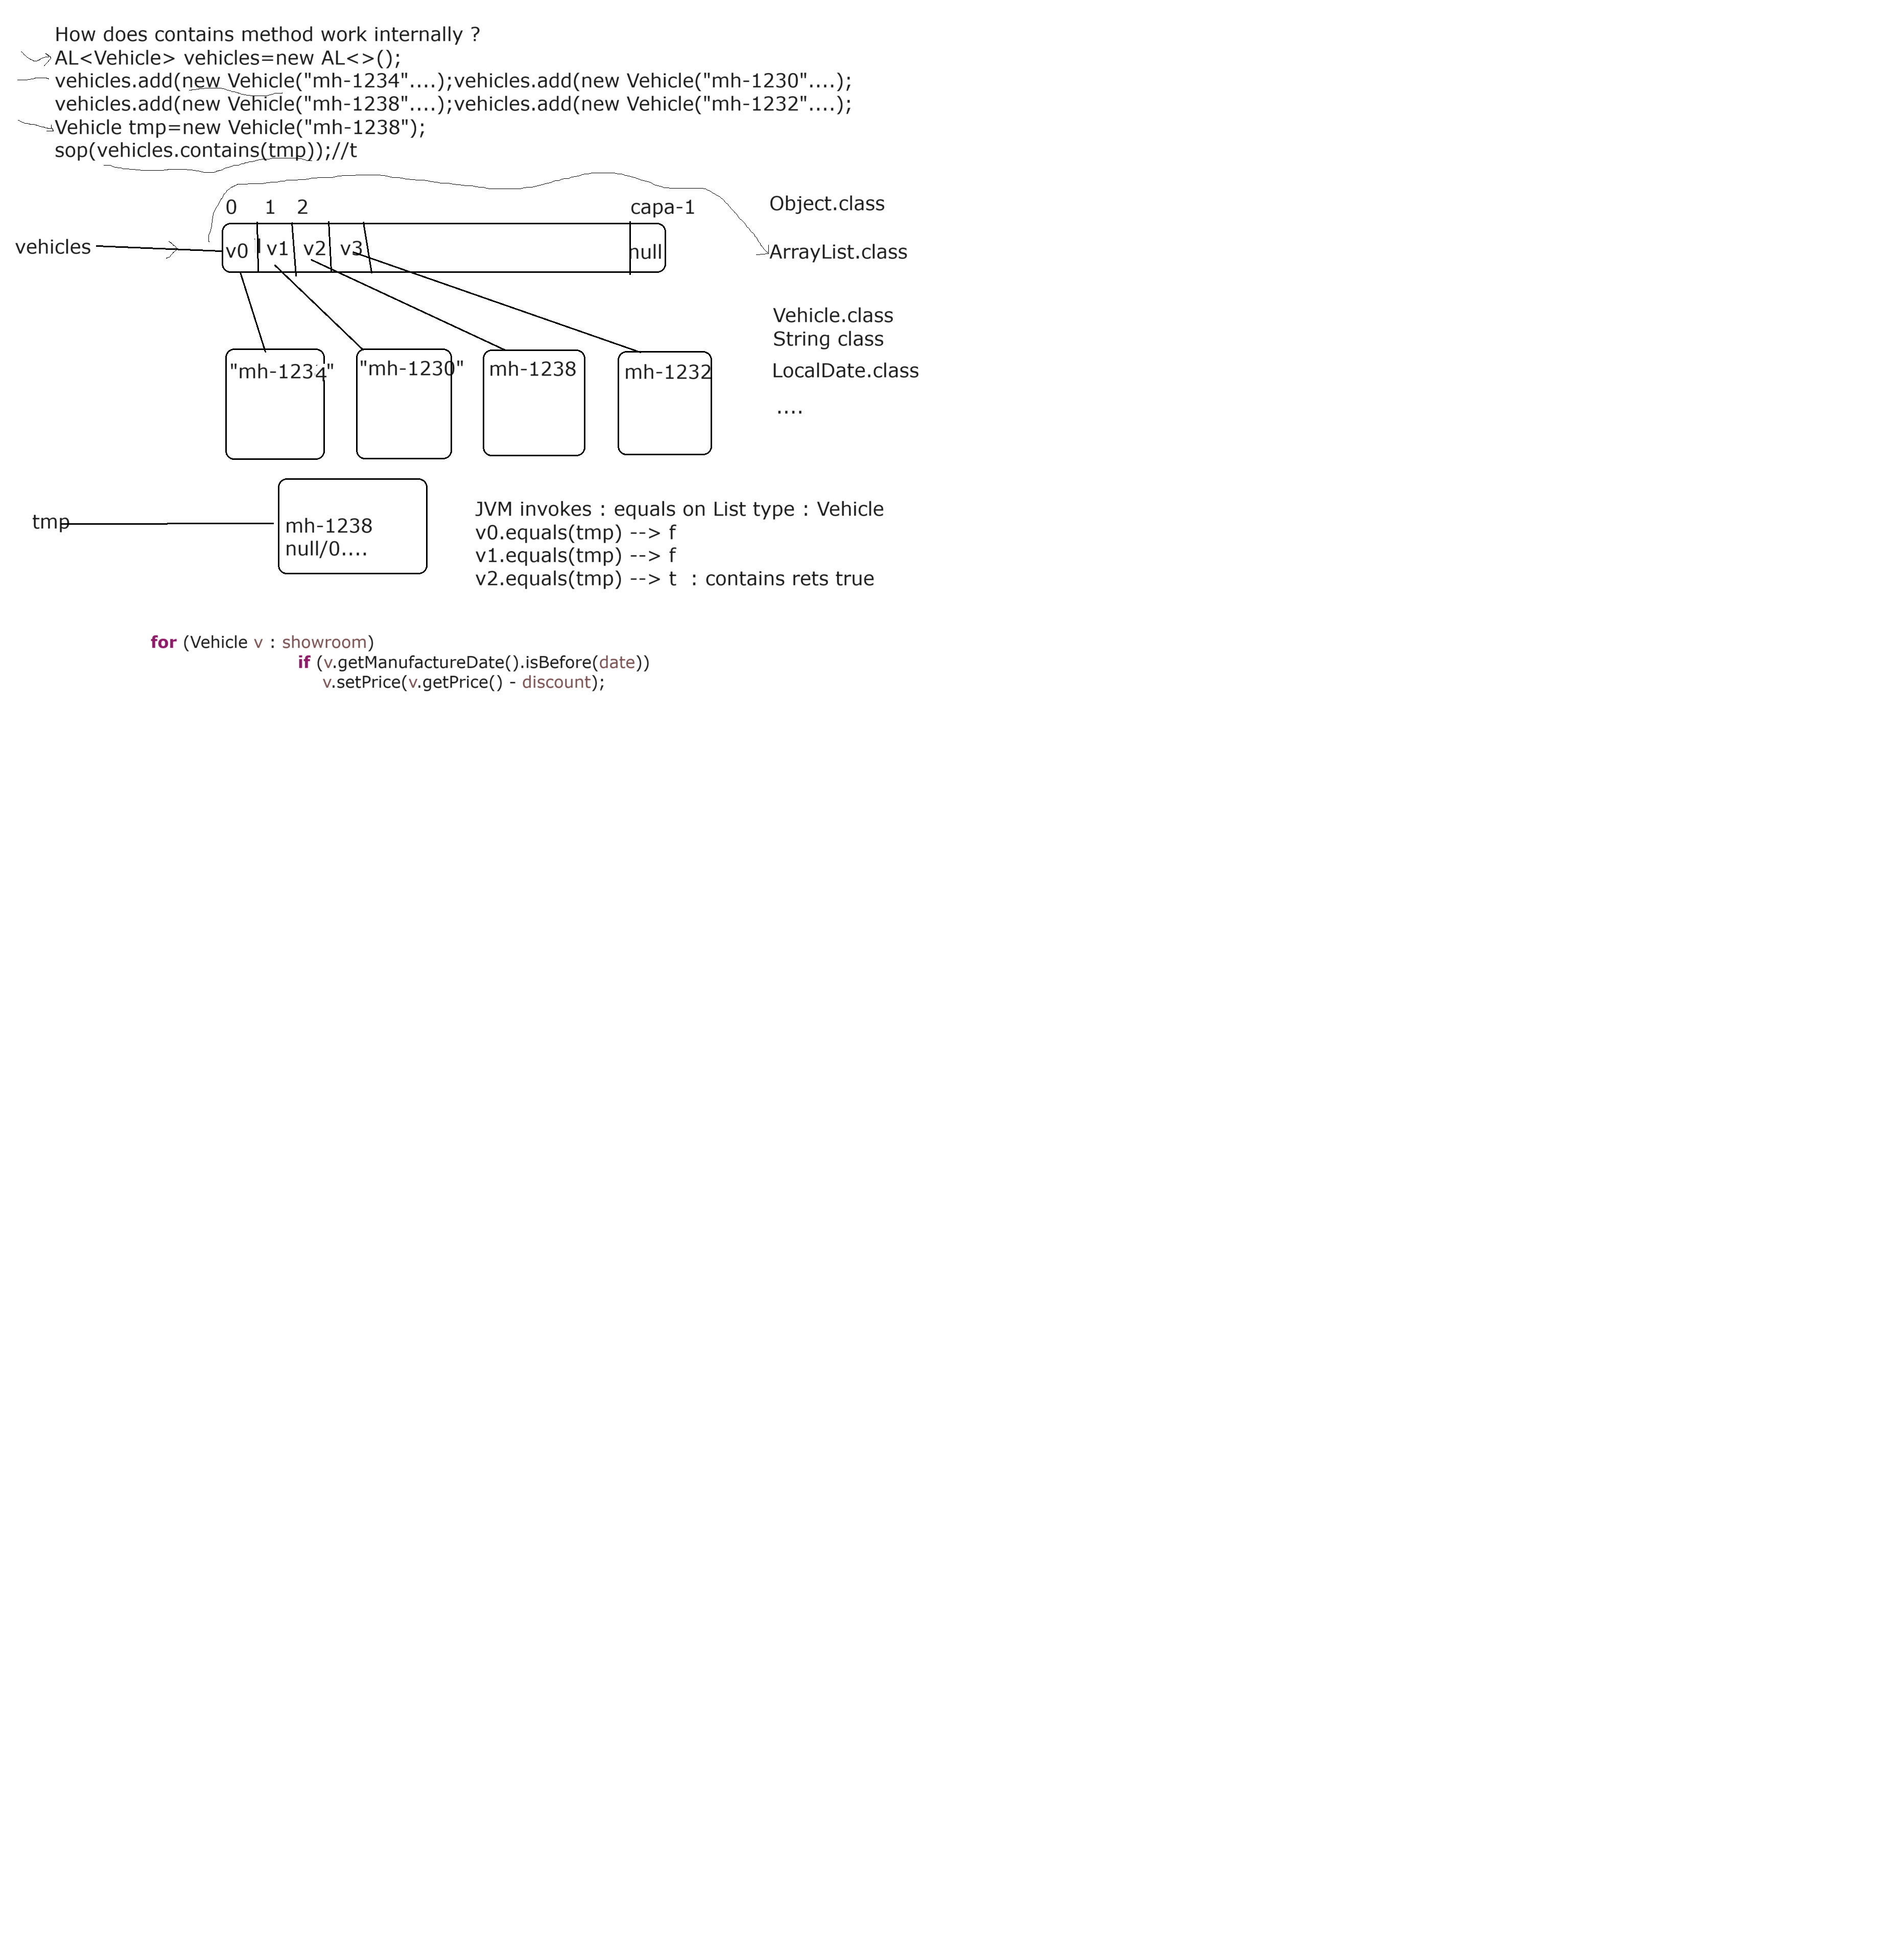 How does contains method work internally ?
AL<Vehicle> vehicles=new AL<>();
vehicles.add(new Vehicle("mh-1234"....);vehicles.add(new Vehicle("mh-1230"....);
vehicles.add(new Vehicle("mh-1238"....);vehicles.add(new Vehicle("mh-1232"....);
Vehicle tmp=new Vehicle("mh-1238");
sop(vehicles.contains(tmp));//t
0 1 2 capa-1
Object.class
vehicles
v0 v1 v2 v3 null
ArrayList.class
Vehicle.class
String class
LocalDate.class
....
"mh-1234" "mh-1230" mh-1238 mh-1232
tmp
mh-1238
null/0....
JVM invokes : equals on List type : Vehicle
v0.equals(tmp) --> f
v1.equals(tmp) --> f
v2.equals(tmp) --> t : contains rets true
for (Vehicle v : showroom)
if (v.getManufactureDate().isBefore(date))
v.setPrice(v.getPrice() - discount);